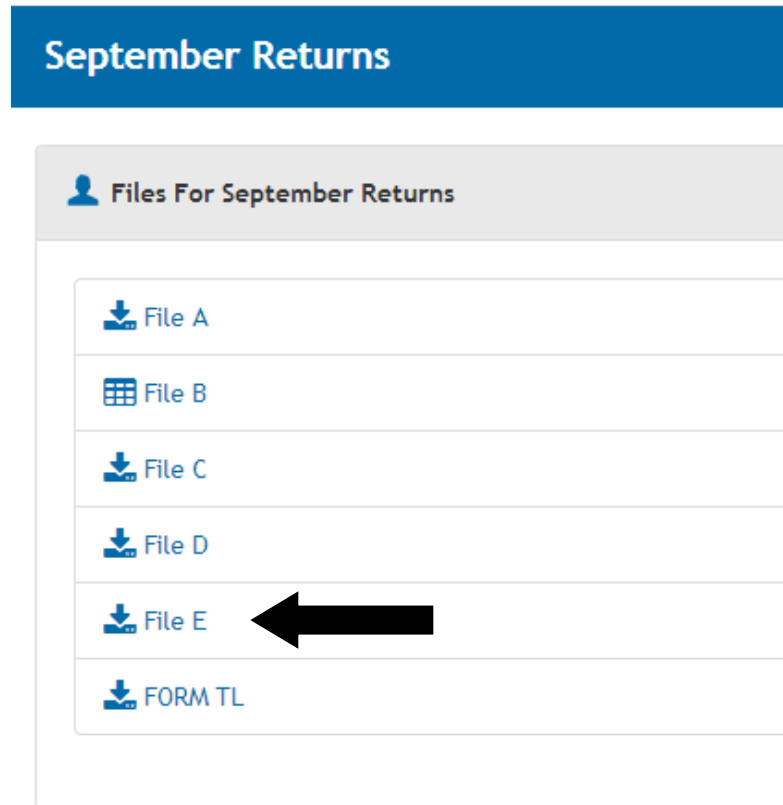 September Returns
Files For September Returns
File A
File B
File C
File D
File E
FORM TL